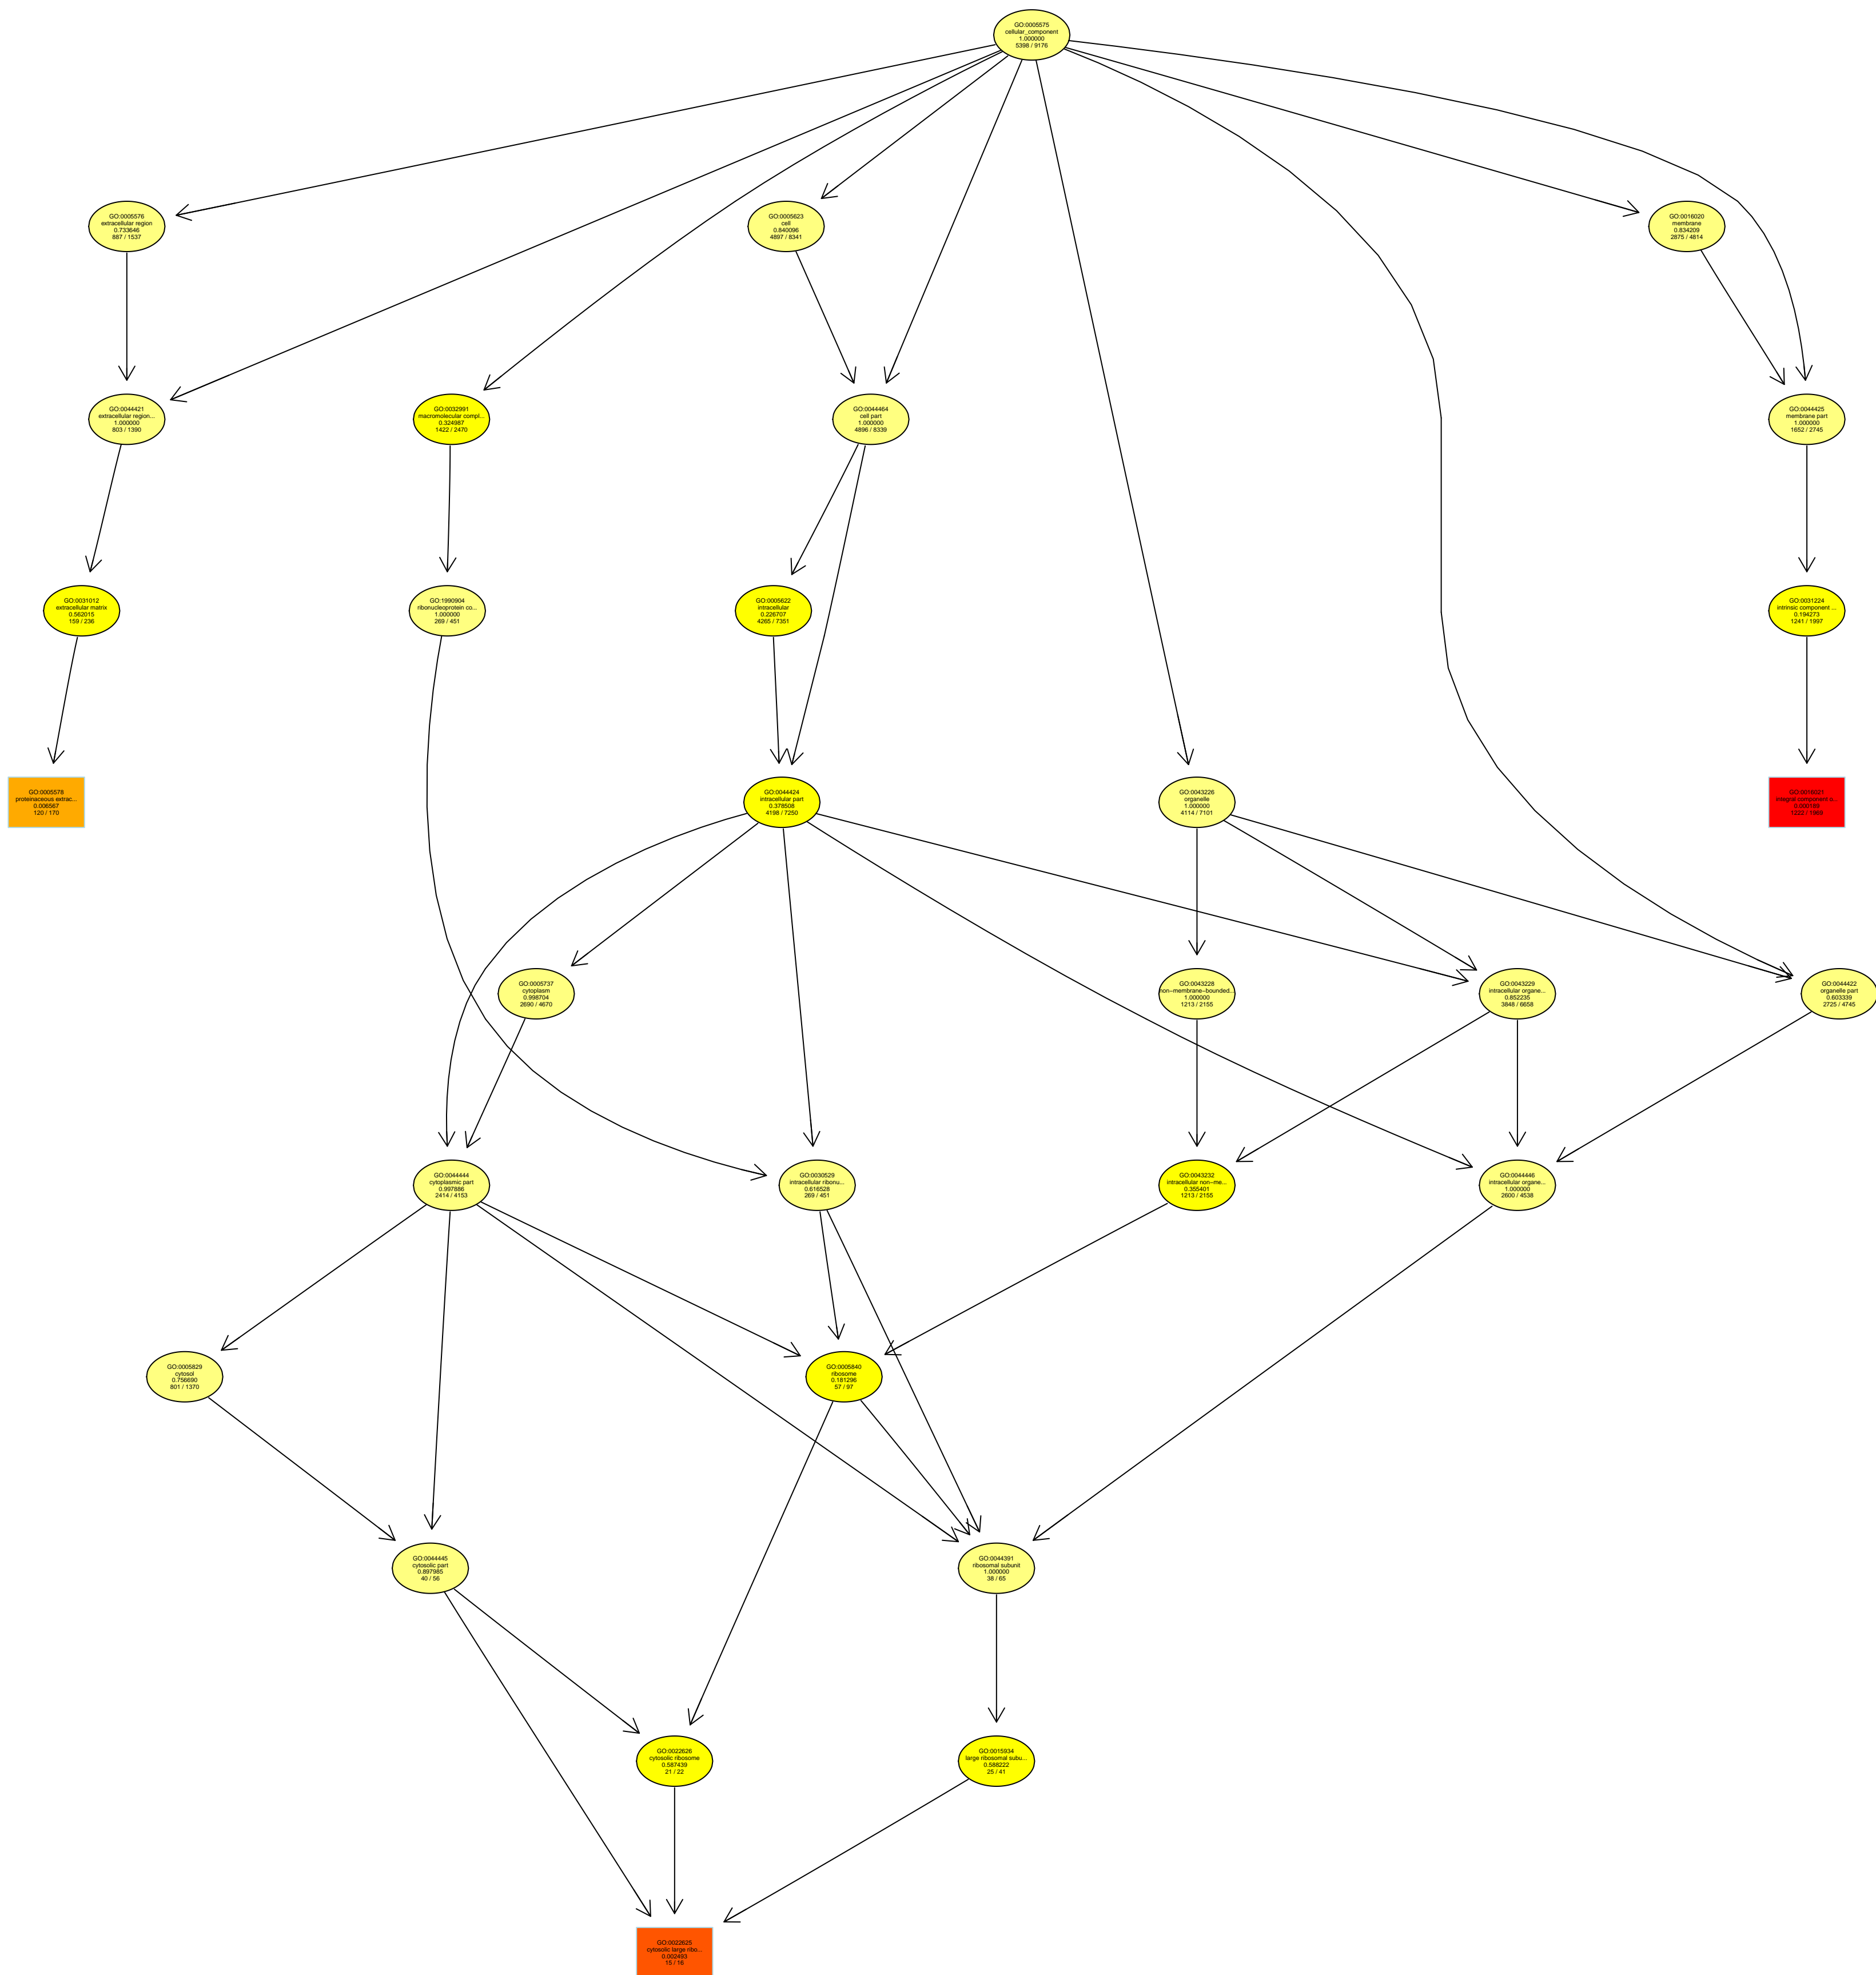 GO:0005575
cellular_component
1.000000
5398 / 9176
GO:0005576
extracellular region
0.733646
887 / 1537
GO:0005623
cell
0.840096
4897 / 8341
GO:0016020
membrane
0.834209
2875 / 4814
GO:0044421
extracellular region...
1.000000
803 / 1390
GO:0032991
macromolecular compl...
0.324987
1422 / 2470
GO:0044464
cell part
1.000000
4896 / 8339
GO:0044425
membrane part
1.000000
1652 / 2745
GO:0031012
extracellular matrix
0.562015
159 / 236
GO:1990904
ribonucleoprotein co...
1.000000
269 / 451
GO:0005622
intracellular
0.226707
4265 / 7351
GO:0031224
intrinsic component ...
0.194273
1241 / 1997
GO:0005578
proteinaceous extrac...
0.006567
120 / 170
GO:0044424
intracellular part
0.378508
4198 / 7250
GO:0043226
organelle
1.000000
4114 / 7101
GO:0016021
integral component o...
1222 / 1969
GO:0005737
cytoplasm
0.998704
2690 / 4670
GO:0043228
non−membrane−bounded...
1.000000
1213 / 2155
GO:0043229
intracellular organe...
0.852235
3848 / 6658
GO:0044422
organelle part
0.603339
2725 / 4745
GO:0044444
cytoplasmic part
0.997886
2414 / 4153
GO:0030529
intracellular ribonu...
0.616528
269 / 451
GO:0043232
intracellular non−me...
0.355401
1213 / 2155
GO:0044446
intracellular organe...
1.000000
2600 / 4538
GO:0005829
cytosol
0.756690
801 / 1370
GO:0005840
ribosome
0.181296
57 / 97
GO:0044445
cytosolic part
0.897985
40 / 56
GO:0044391
ribosomal subunit
1.000000
38 / 65
GO:0022626
cytosolic ribosome
0.587439
21 / 22
GO:0015934
large ribosomal subu...
0.588222
25 / 41
GO:0022625
cytosolic large ribo...
0.002493
15 / 16